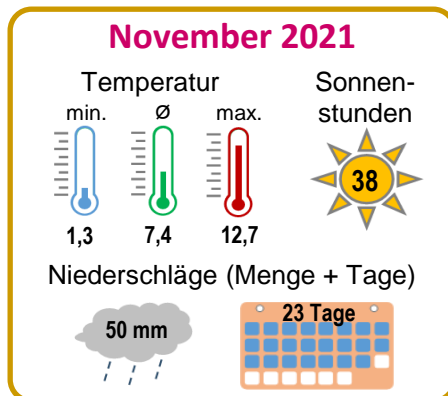 November 2021
Temperatur
min. Ø max.
1,3 7,4 12,7
Sonnen-
stunden
38
Niederschläge (Menge + Tage)
50 mm
23 Tage